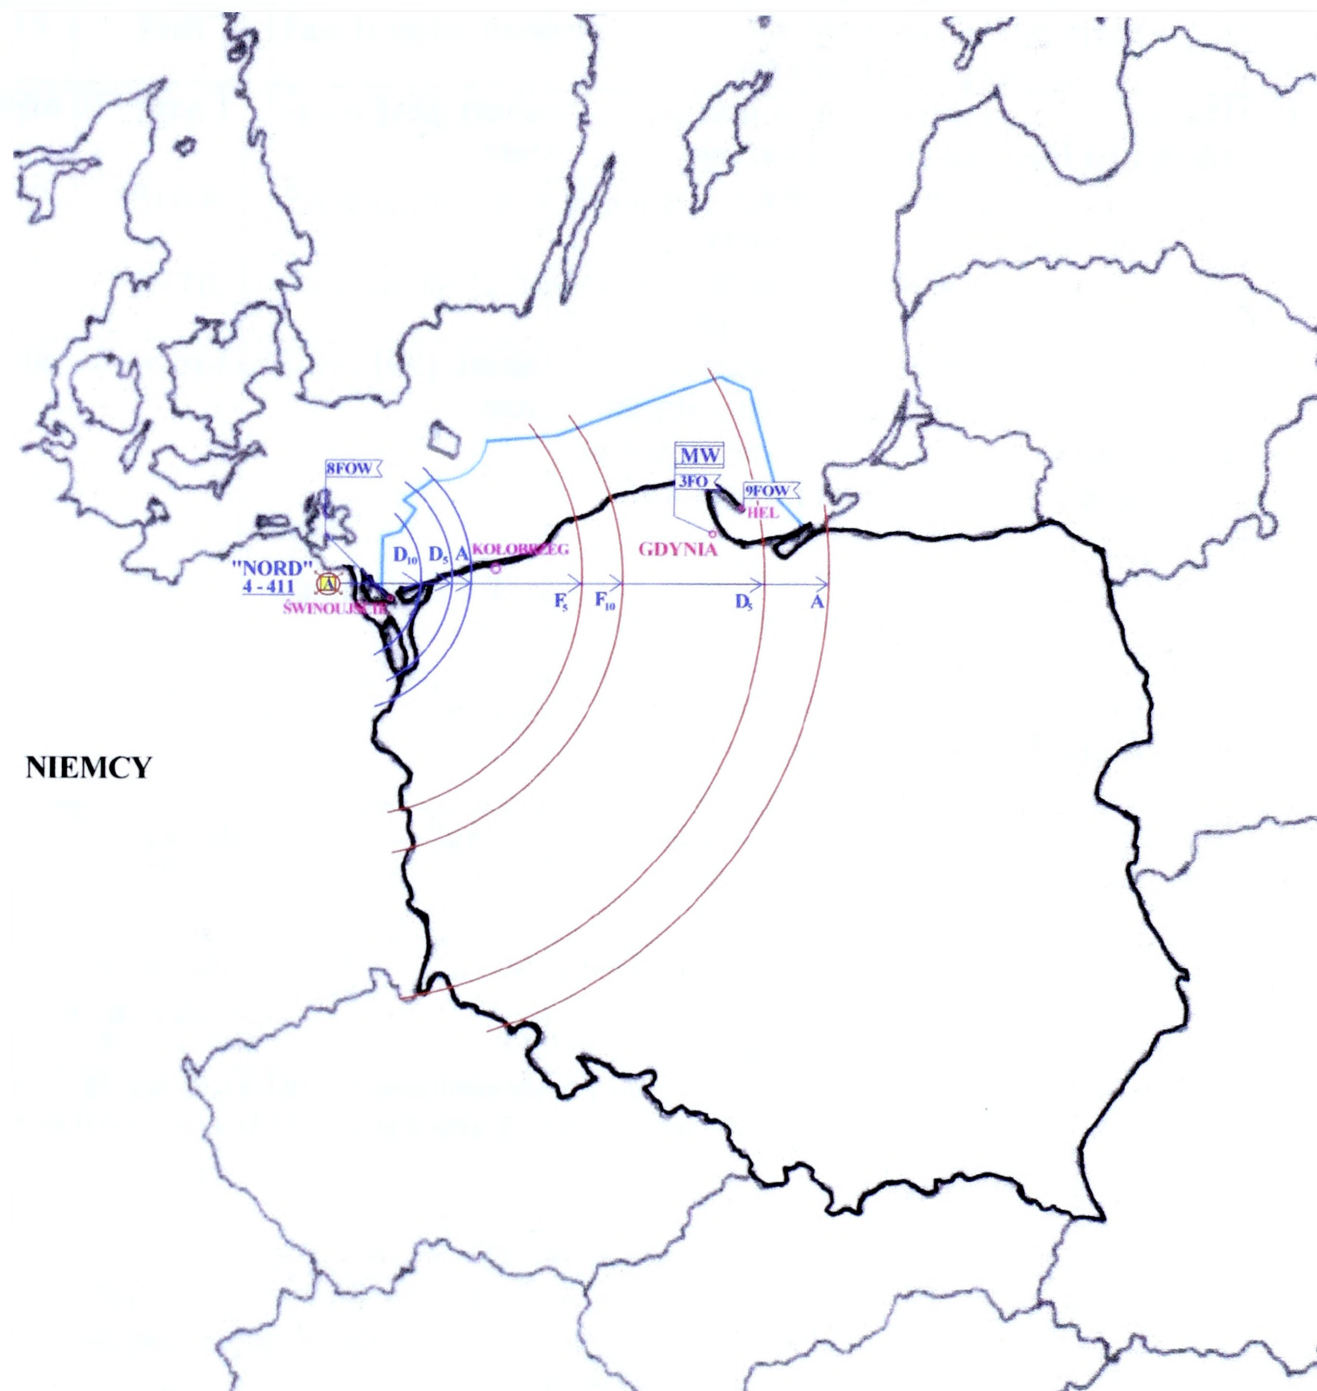 MW
8FOW
3FO
9FOW
HEL
GDYNIA
KOŁOBRZEG
D10
D5
A
"NORD"
4 - 411
A
ŚWINOUJŚCIE
F5
F10
D5
A
NIEMCY